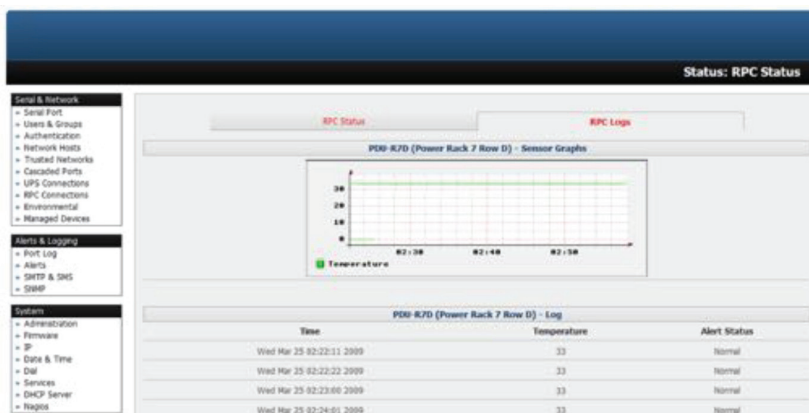 Status: RPC Status
Serial & Network
Serial Port
Users & Groups
Authentication
Network Hosts
Trusted Networks
Cascaded Ports
UPS Connections
RPC Connections
Environmental
Managed Devices
Alerts & Logging
Port Log
Alerts
SMTP & SMS
SNMP
System
Administration
Firmware
IP
Date & Time
Dial
Services
DHCP Server
Nagios
RPC Status
RPC Logs
PDU-R7D (Power Rack 7 Row D) - Sensor Graphs
30
20
10
0
02:30 02:40 02:50
Temperature
PDU-R7D (Power Rack 7 Row D) - Log
Time Temperature Alert Status
Wed Mar 25 02:22:11 2009 33 Normal
Wed Mar 25 02:22:22 2009 33 Normal
Wed Mar 25 02:23:00 2009 33 Normal
Wed Mar 25 02:24:01 2009 33 Normal